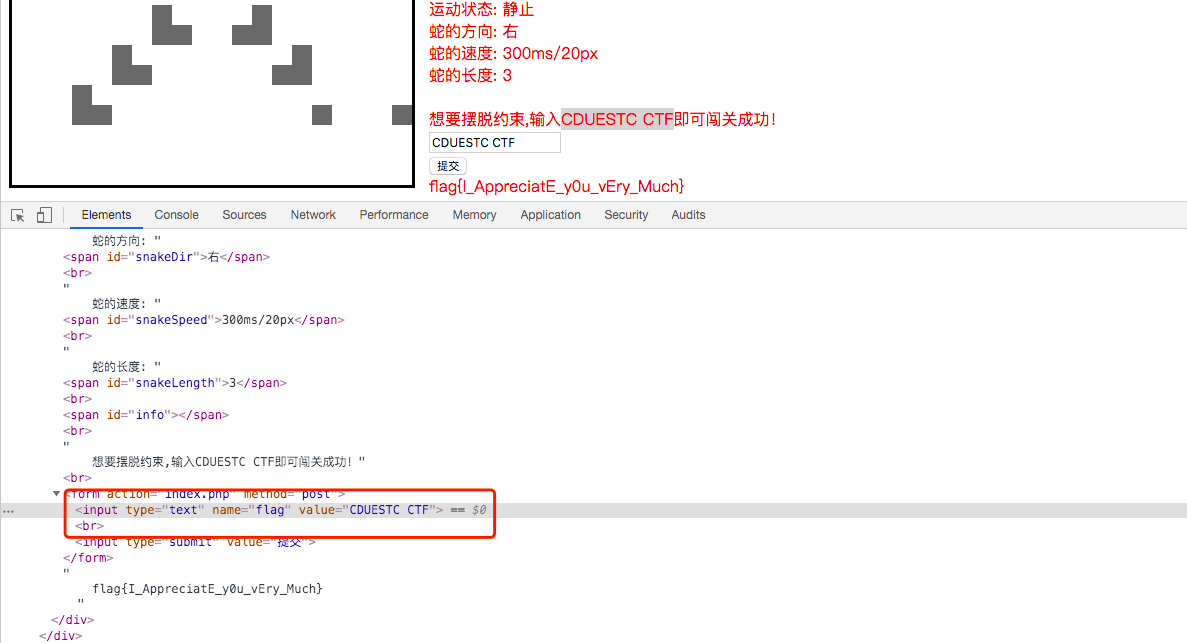 运动状态: 静止
蛇的方向: 右
蛇的速度: 300ms/20px
蛇的长度: 3
想要摆脱约束,输入CDUESTC CTF即可闯关成功!
CDUESTC CTF
提交
flag{I_AppreciatE_y0u_vEry_Much}
Elements Console Sources Network Performance Memory Application Security Audits
蛇的方向: "
<span id="snakeDir">右</span>
<br>
"
蛇的速度: "
<span id="snakeSpeed">300ms/20px</span>
<br>
"
蛇的长度: "
<span id="snakeLength">3</span>
<br>
<span id="info"></span>
<br>
"
想要摆脱约束,输入CDUESTC CTF即可闯关成功! "
<br>
▼<form action="index.php" method="post">
… <input type="text" name="flag" value="CDUESTC CTF"> == $0
<br>
<input type="submit" value="提交">
</form>
"
flag{I_AppreciatE_y0u_vEry_Much}
"
</div>
</div>